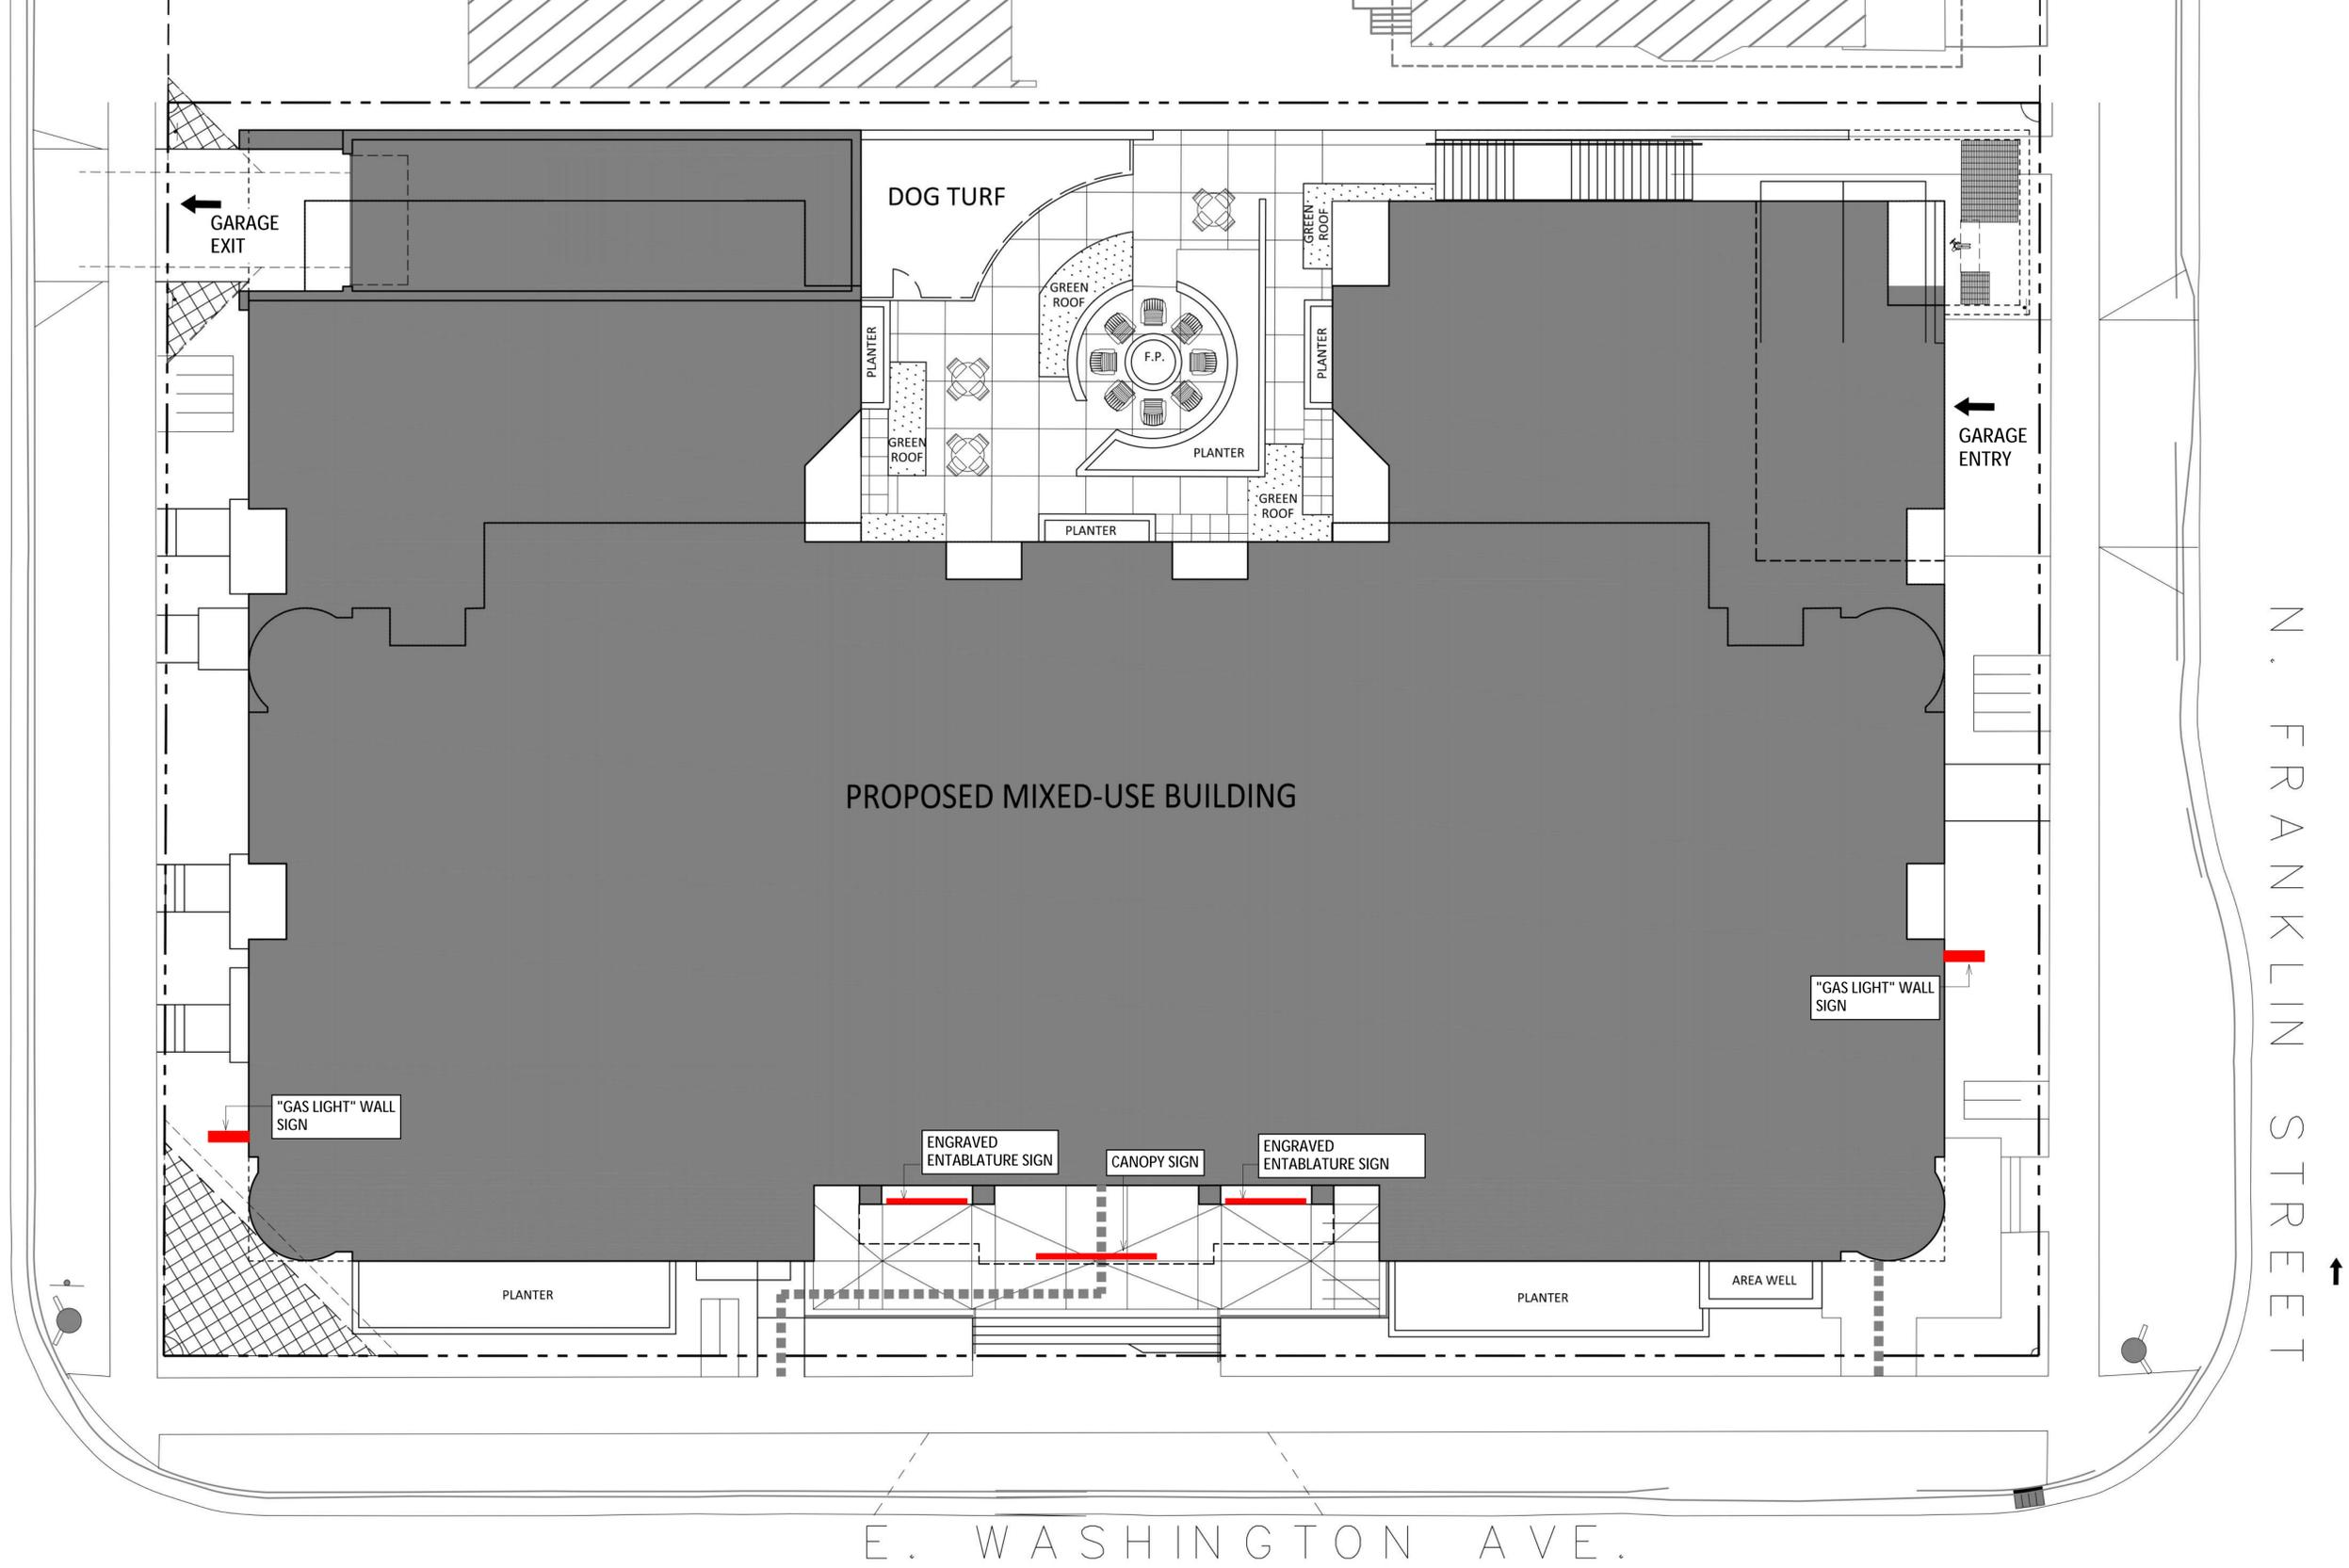 DOG TURF
GARAGE
EXIT
GREEN
ROOF
GREEN
ROOF
PLANTER
F.P.
PLANTER
GARAGE
ENTRY
GREEN
ROOF
PLANTER
GREEN
ROOF
PLANTER
N. FRANKLIN STREET
PROPOSED MIXED-USE BUILDING
"GAS LIGHT" WALL
SIGN
"GAS LIGHT" WALL
SIGN
ENGRAVED
ENTABLATURE SIGN
CANOPY SIGN
ENGRAVED
ENTABLATURE SIGN
PLANTER
PLANTER
AREA WELL
E. WASHINGTON AVE.